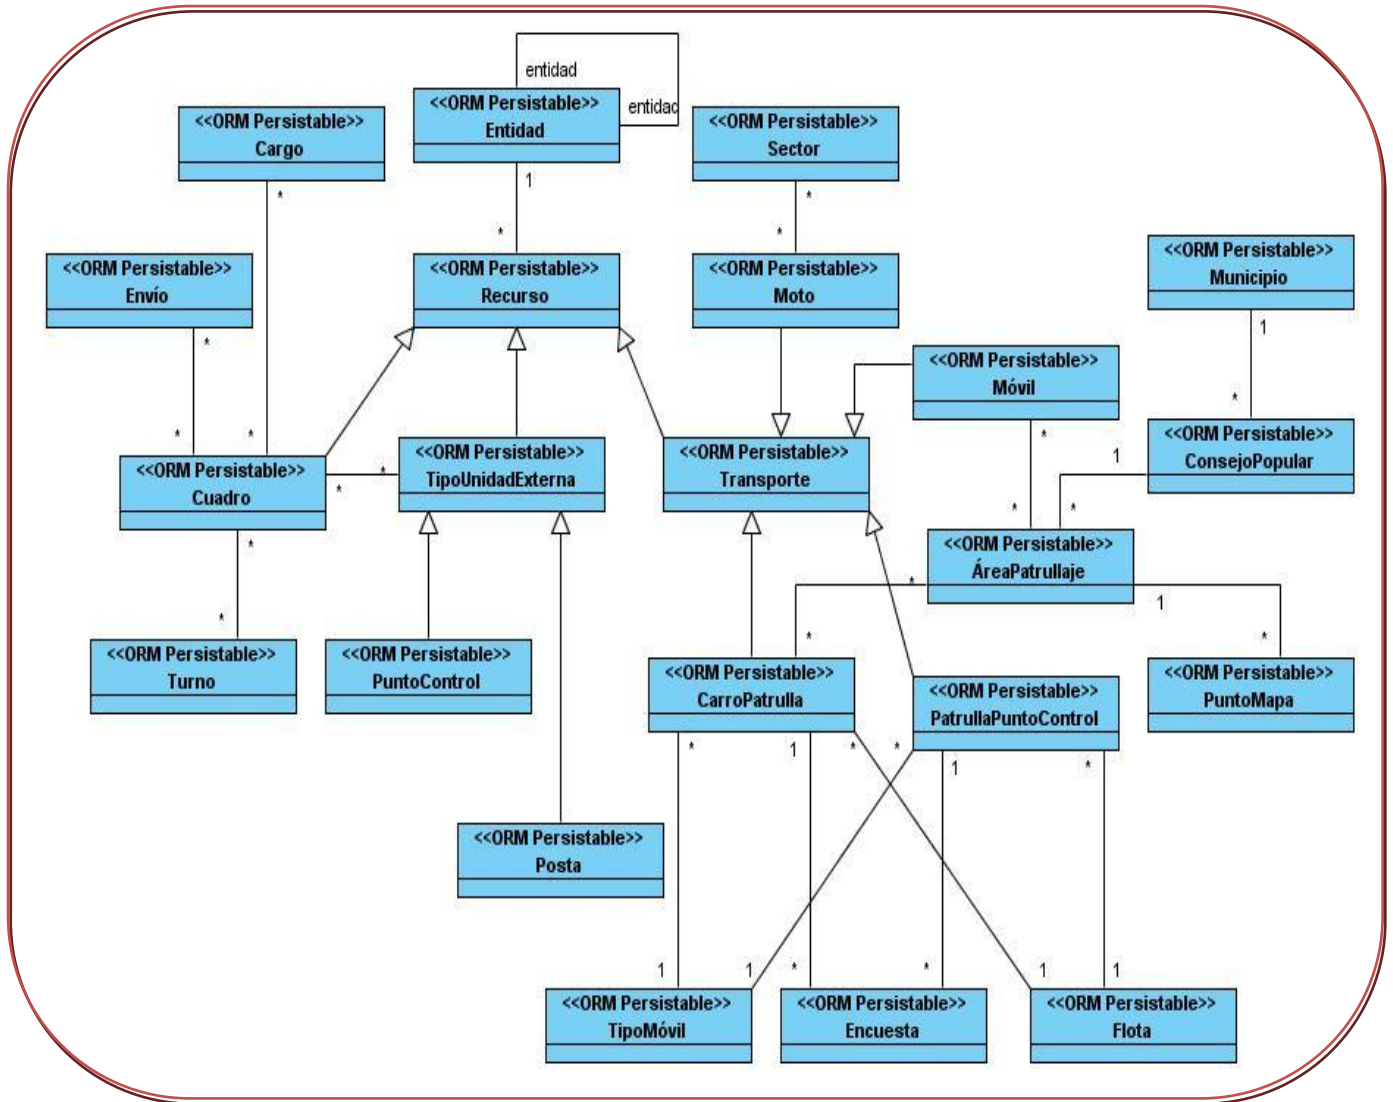 entidad
entidad
<<ORM Persistable>>
Entidad
<<ORM Persistable>>
Cargo
<<ORM Persistable>>
Sector
*
1
*
*
*
<<ORM Persistable>>
Envío
<<ORM Persistable>>
Recurso
<<ORM Persistable>>
Moto
<<ORM Persistable>>
Municipio
*
1
<<ORM Persistable>>
Móvil
*
*
*
*
1
<<ORM Persistable>>
Cuadro
*
*
<<ORM Persistable>>
TipoUnidadExterna
<<ORM Persistable>>
Transporte
<<ORM Persistable>>
ConsejoPopular
*
*
*
<<ORM Persistable>>
ÁreaPatrullaje
*
1
*
*
*
<<ORM Persistable>>
Turno
<<ORM Persistable>>
PuntoControl
<<ORM Persistable>>
CarroPatrulla
<<ORM Persistable>>
PatrullaPuntoControl
<<ORM Persistable>>
PuntoMapa
*
1
*
*
1
*
<<ORM Persistable>>
Posta
1
1
*
*
1
1
<<ORM Persistable>>
TipoMóvil
<<ORM Persistable>>
Encuesta
<<ORM Persistable>>
Flota